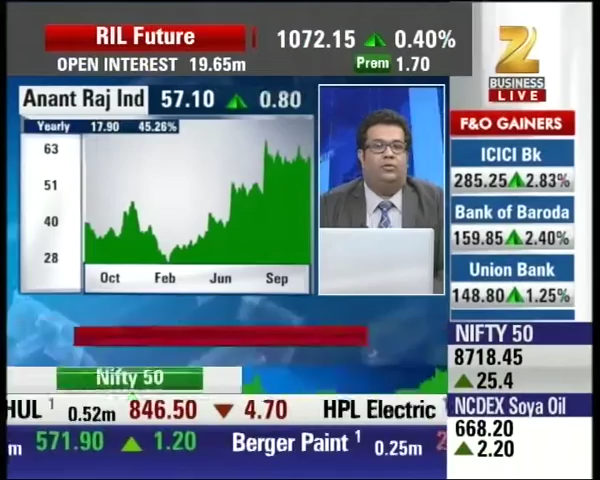 RIL Future 1072.15 0.40%
OPEN INTEREST 19.65m Prem 1.70
Z
BUSINESS
LIVE
Anant Raj Ind 57.10 0.80
Yearly 17.90 45.26%
63
51
40
28
Oct Feb Jun Sep
F&O GAINERS
ICICI Bk
285.25 2.83%
Bank of Baroda
159.85 2.40%
Union Bank
148.80 1.25%
NIFTY 50
8718.45
25.4
NCDEX Soya Oil
668.20
2.20
Nifty 50
HUL 1 0.52m 846.50 4.70 HPL Electric
m 571.90 1.20 Berger Paint 1 0.25m